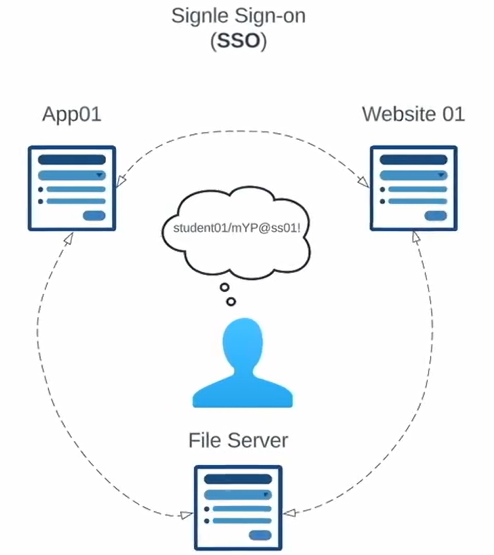 Signle Sign-on
(SSO)
App01
Website 01
student01/mYP@ss01!
File Server